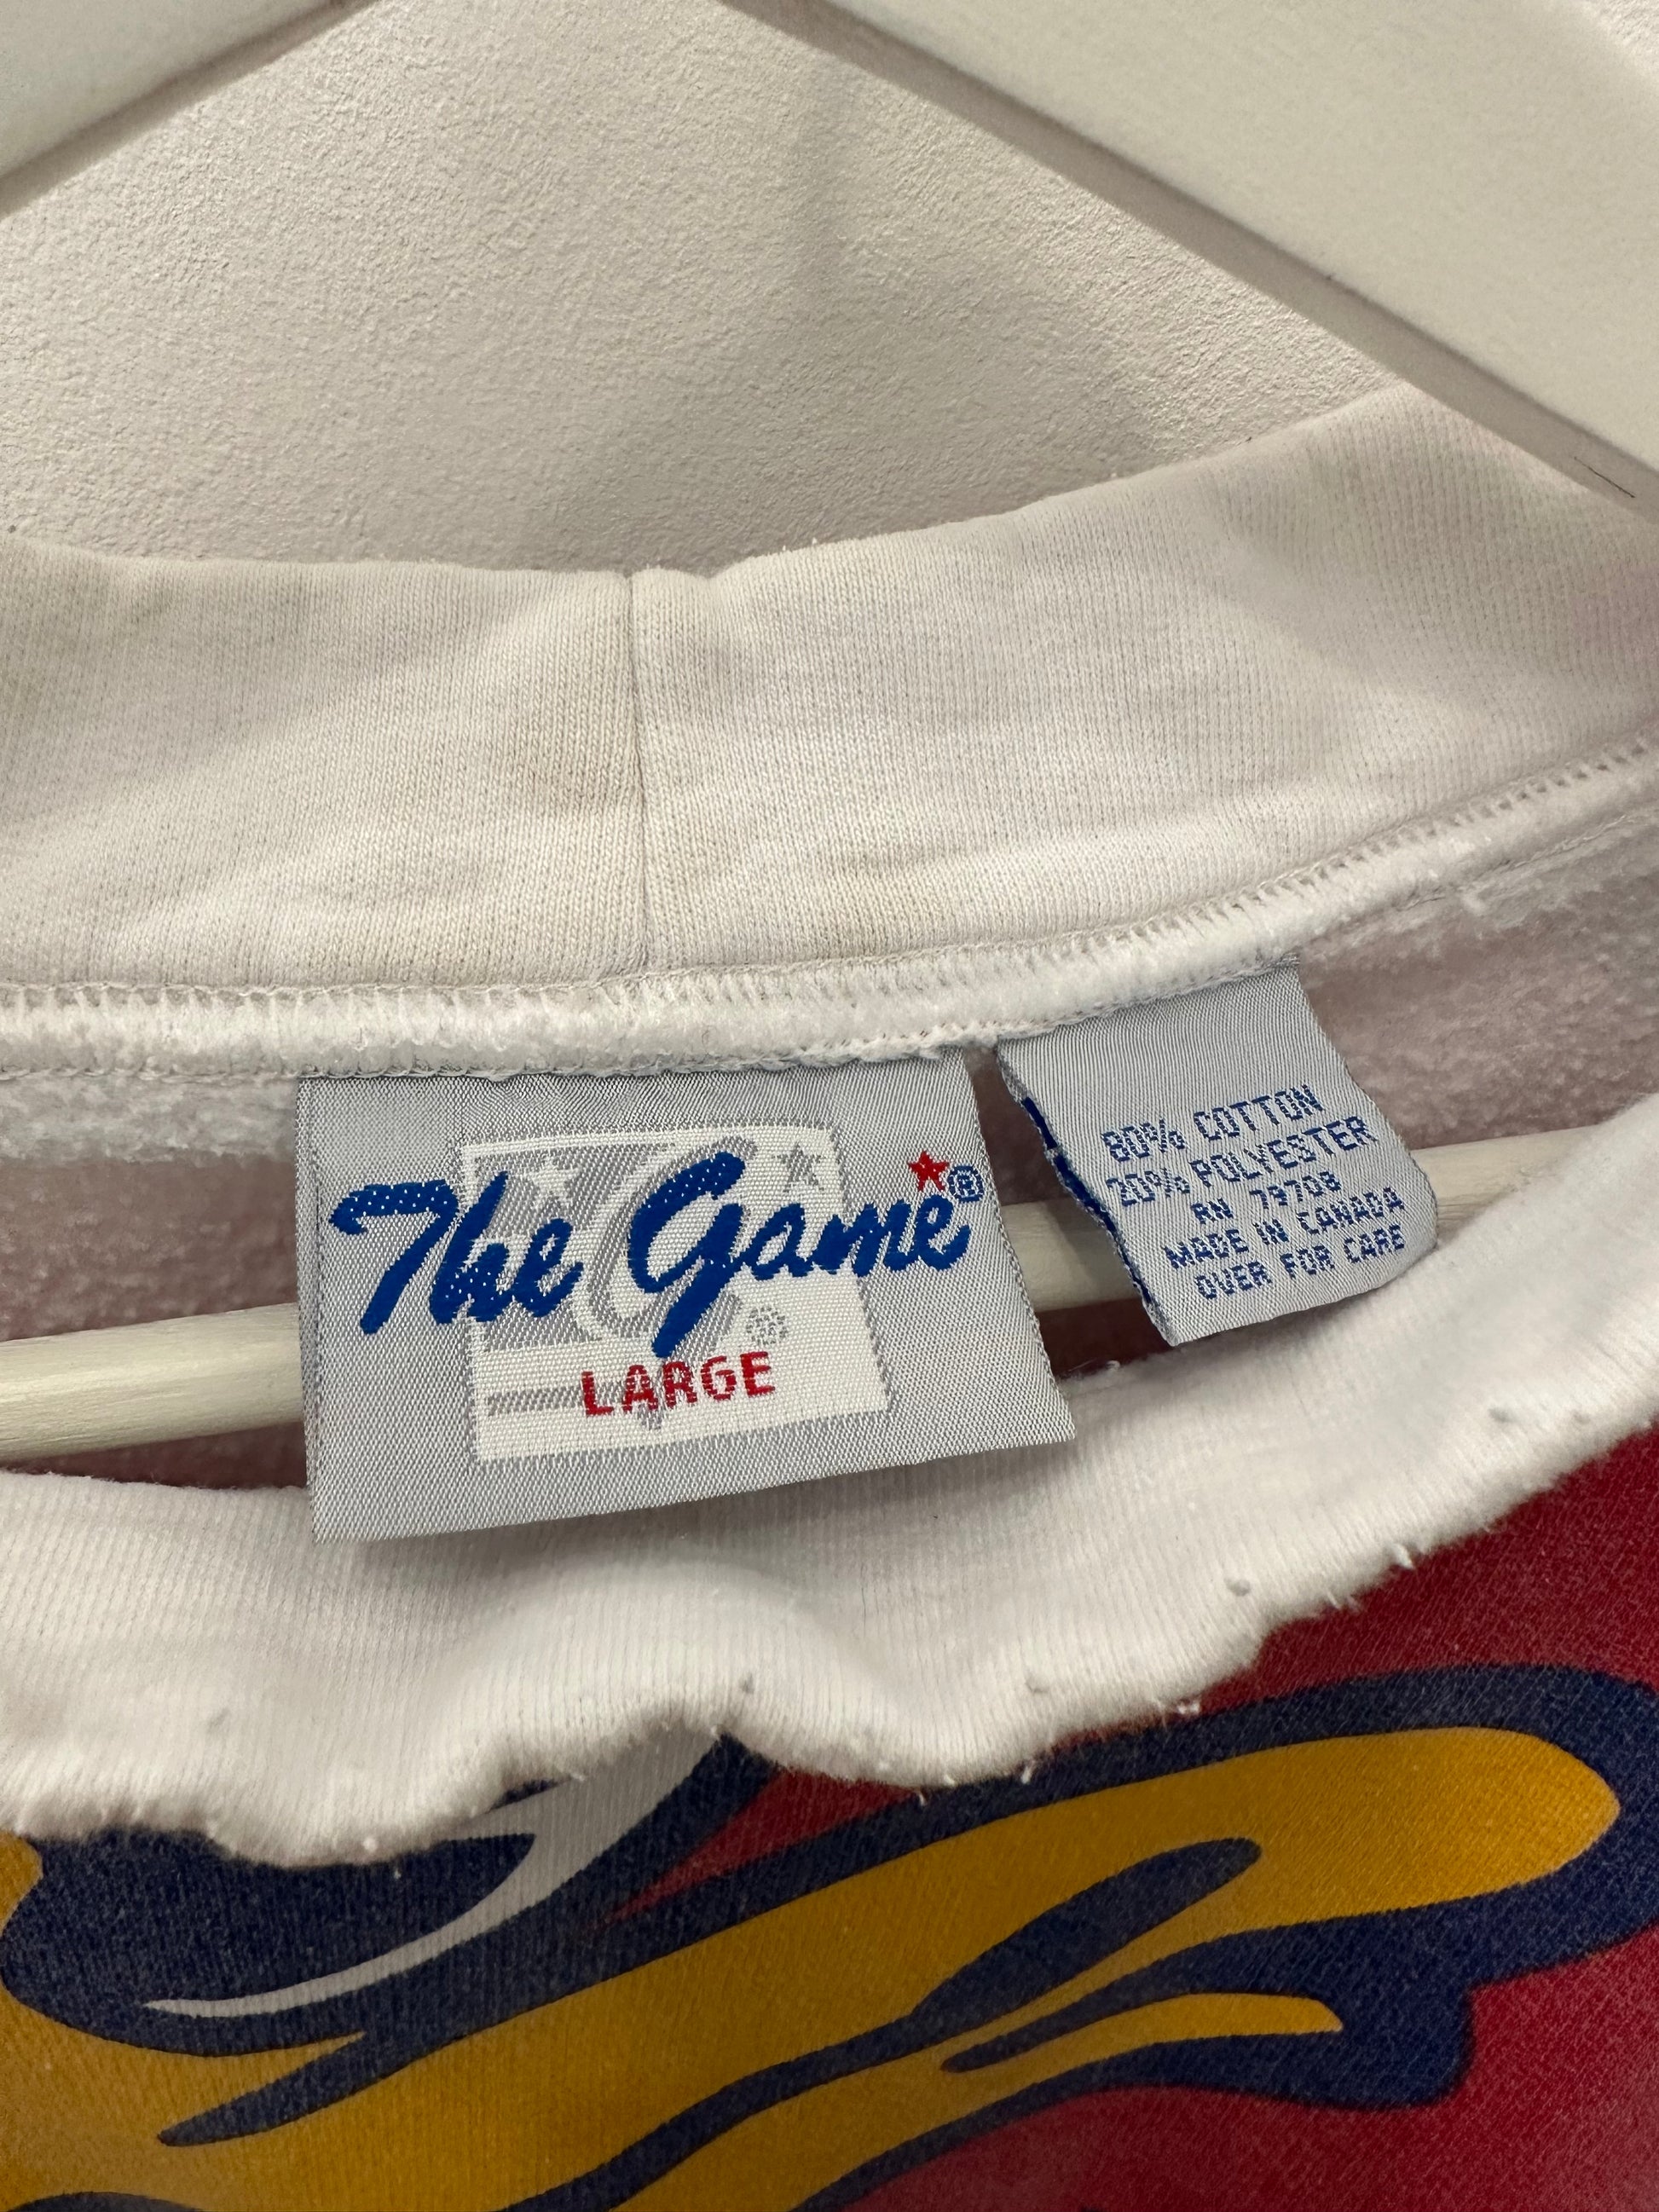 The Game®
®
LARGE
80% COTTON
20% POLYESTER
RN 79708
MADE IN CANADA
OVER FOR CARE